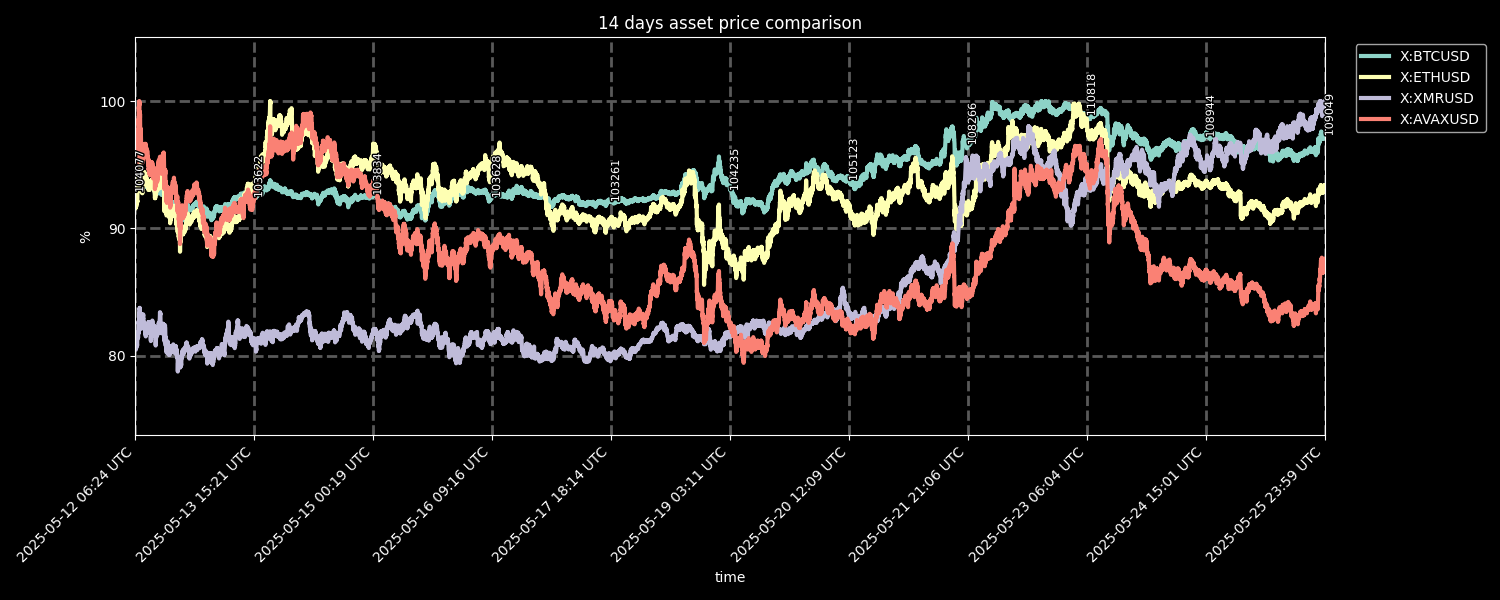 14 days asset price comparison
X:BTCUSD
X:ETHUSD
X:XMRUSD
X:AVAXUSD
%
100
90
80
104077
103622
103834
103628
103261
104235
105123
108266
110818
108944
109049
2025-05-12 06:24 UTC
2025-05-13 15:21 UTC
2025-05-15 00:19 UTC
2025-05-16 09:16 UTC
2025-05-17 18:14 UTC
2025-05-19 03:11 UTC
2025-05-20 12:09 UTC
2025-05-21 21:06 UTC
2025-05-23 06:04 UTC
2025-05-24 15:01 UTC
2025-05-25 23:59 UTC
time